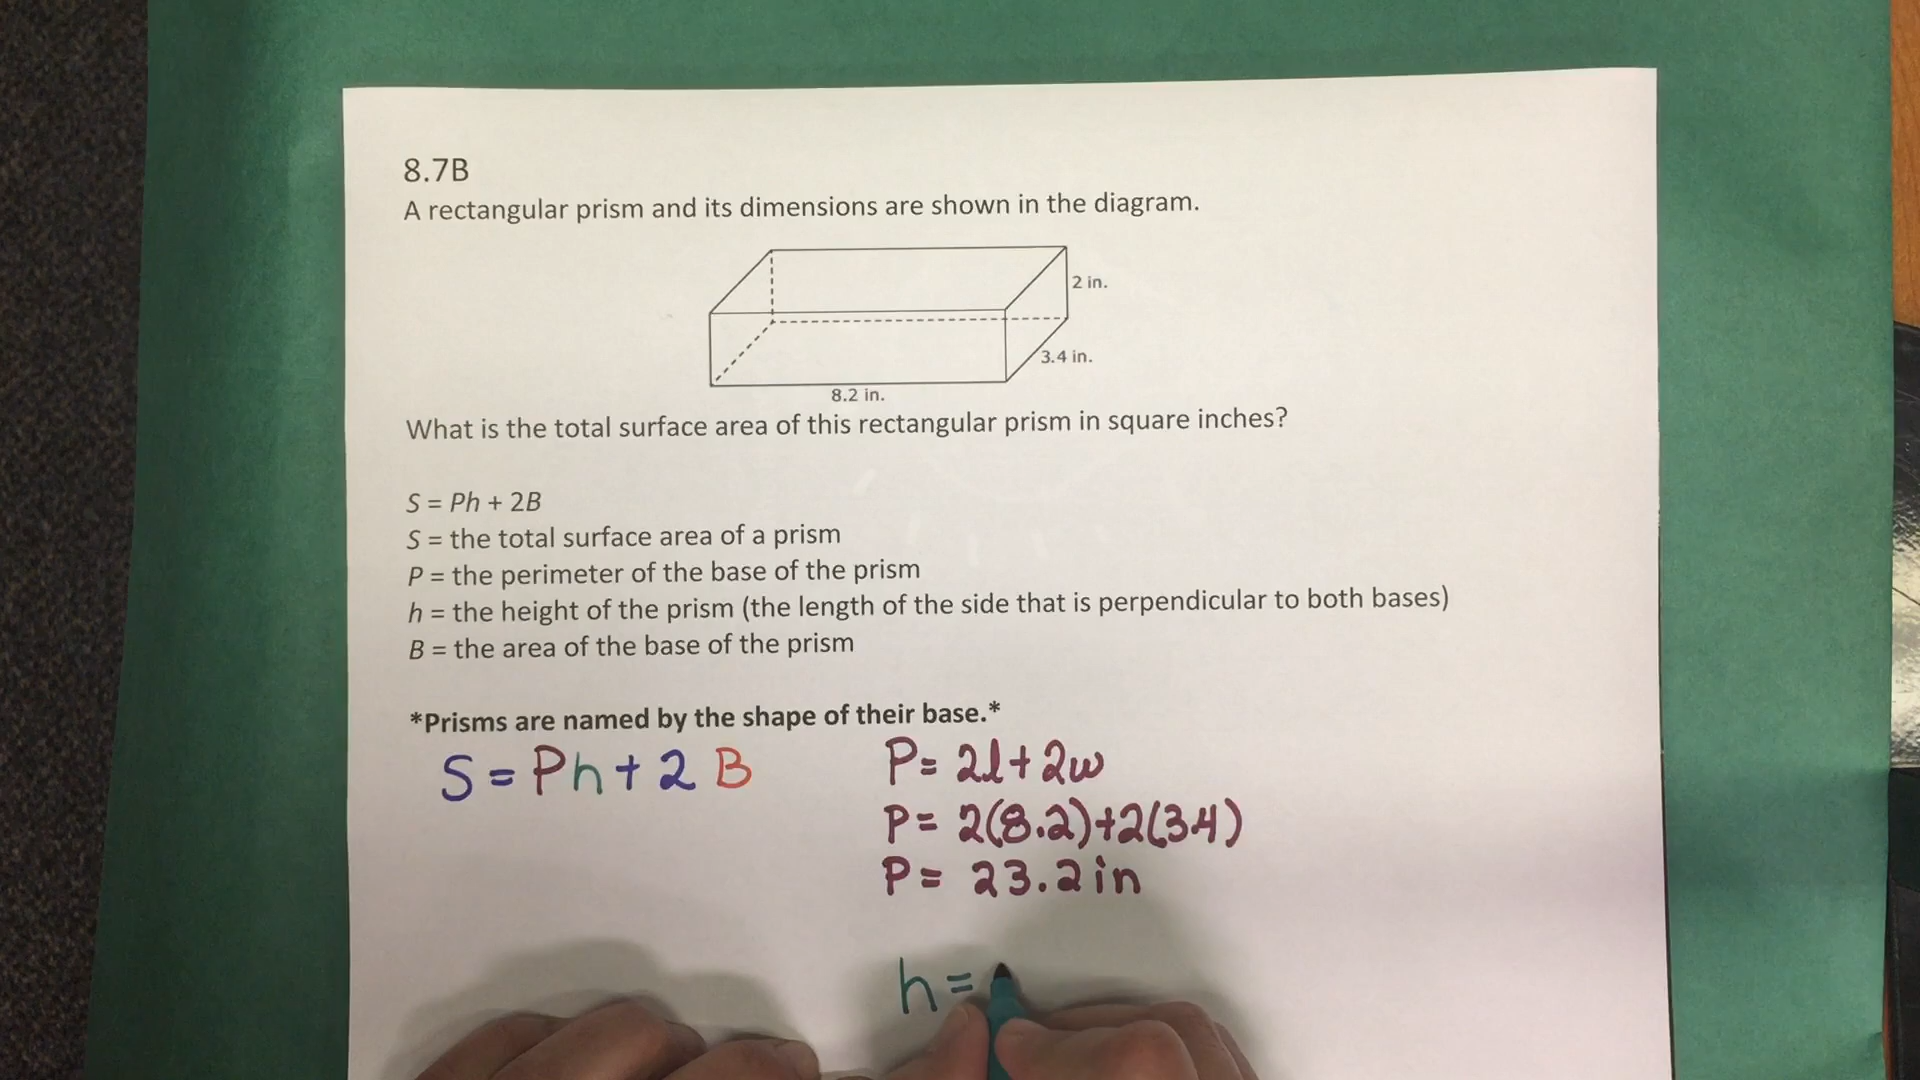 8.7B
A rectangular prism and its dimensions are shown in the diagram.
2 in.
3.4 in.
8.2 in.
What is the total surface area of this rectangular prism in square inches?
S = Ph + 2B
S = the total surface area of a prism
P = the perimeter of the base of the prism
h = the height of the prism (the length of the side that is perpendicular to both bases)
B = the area of the base of the prism
*Prisms are named by the shape of their base.*
S = Ph + 2 B
P = 2l + 2w
P = 2(8.2)+2(3.4)
P = 23.2in
h =